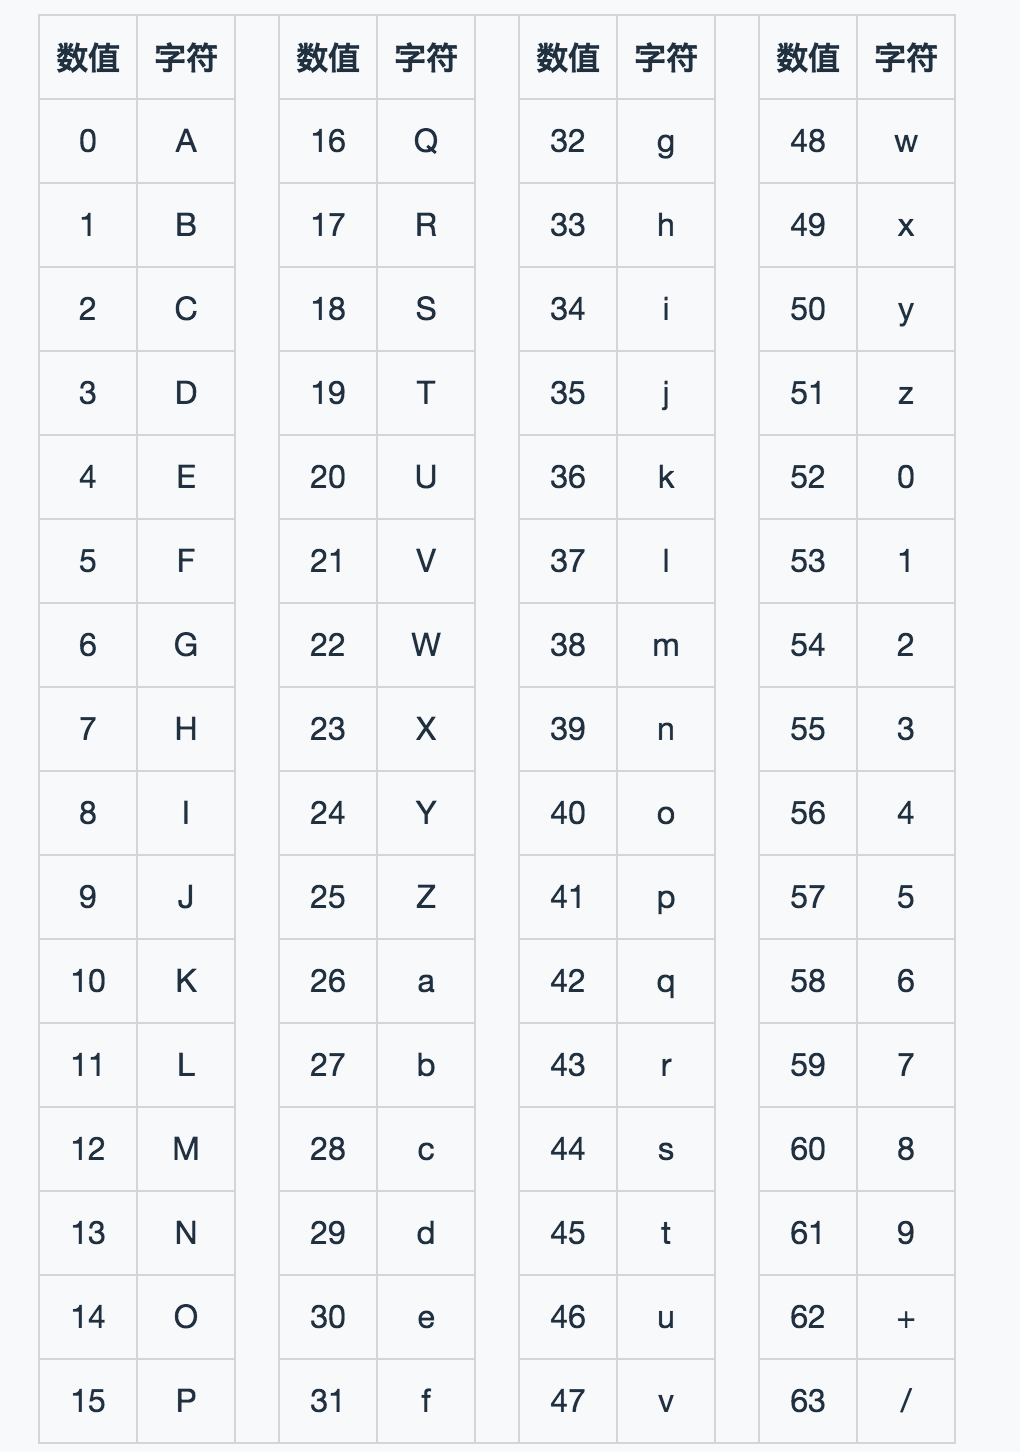 数值 字符 数值 字符 数值 字符 数值 字符
0 A 16 Q 32 g 48 w
1 B 17 R 33 h 49 x
2 C 18 S 34 i 50 y
3 D 19 T 35 j 51 z
4 E 20 U 36 k 52 0
5 F 21 V 37 l 53 1
6 G 22 W 38 m 54 2
7 H 23 X 39 n 55 3
8 I 24 Y 40 o 56 4
9 J 25 Z 41 p 57 5
10 K 26 a 42 q 58 6
11 L 27 b 43 r 59 7
12 M 28 c 44 s 60 8
13 N 29 d 45 t 61 9
14 O 30 e 46 u 62 +
15 P 31 f 47 v 63 /